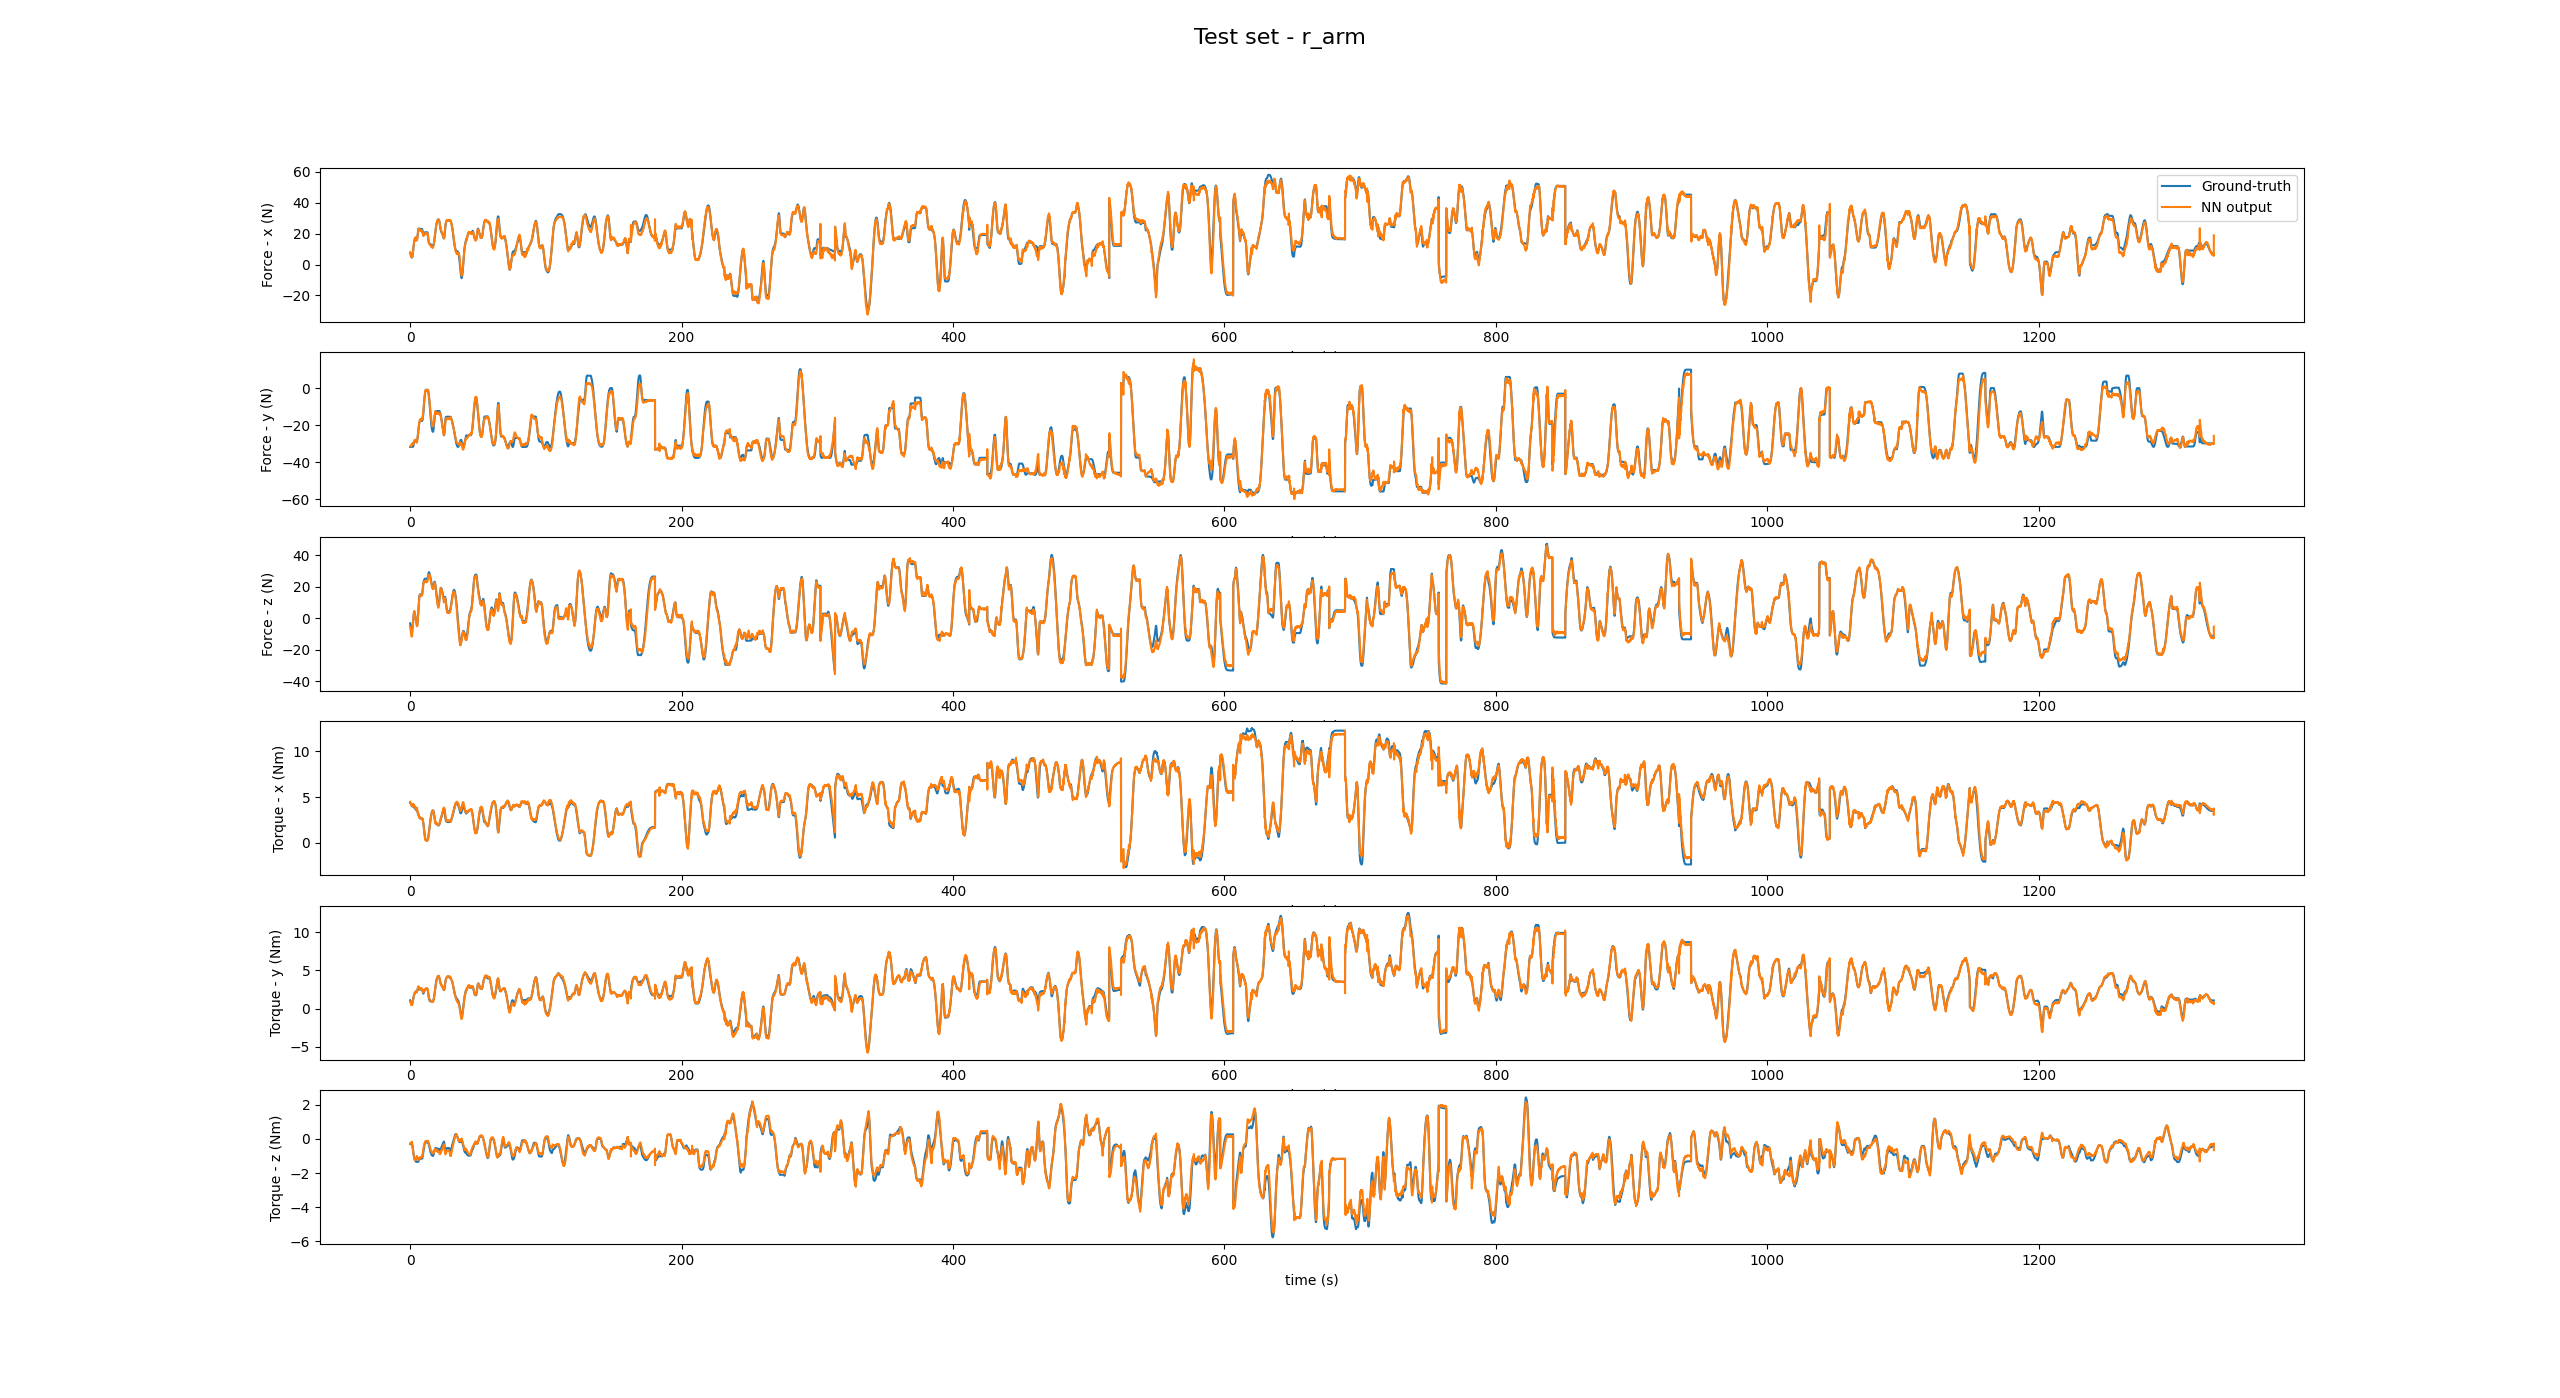 Test set - r_arm
Force - x (N)
60
40
20
0
−20
0 200 400 600 800 1000 1200
Ground-truth
NN output
Force - y (N)
0
−20
−40
−60
0 200 400 600 800 1000 1200
Force - z (N)
40
20
0
−20
−40
0 200 400 600 800 1000 1200
Torque - x (Nm)
10
5
0
0 200 400 600 800 1000 1200
Torque - y (Nm)
10
5
0
−5
0 200 400 600 800 1000 1200
Torque - z (Nm)
2
0
−2
−4
−6
0 200 400 600 800 1000 1200
time (s)